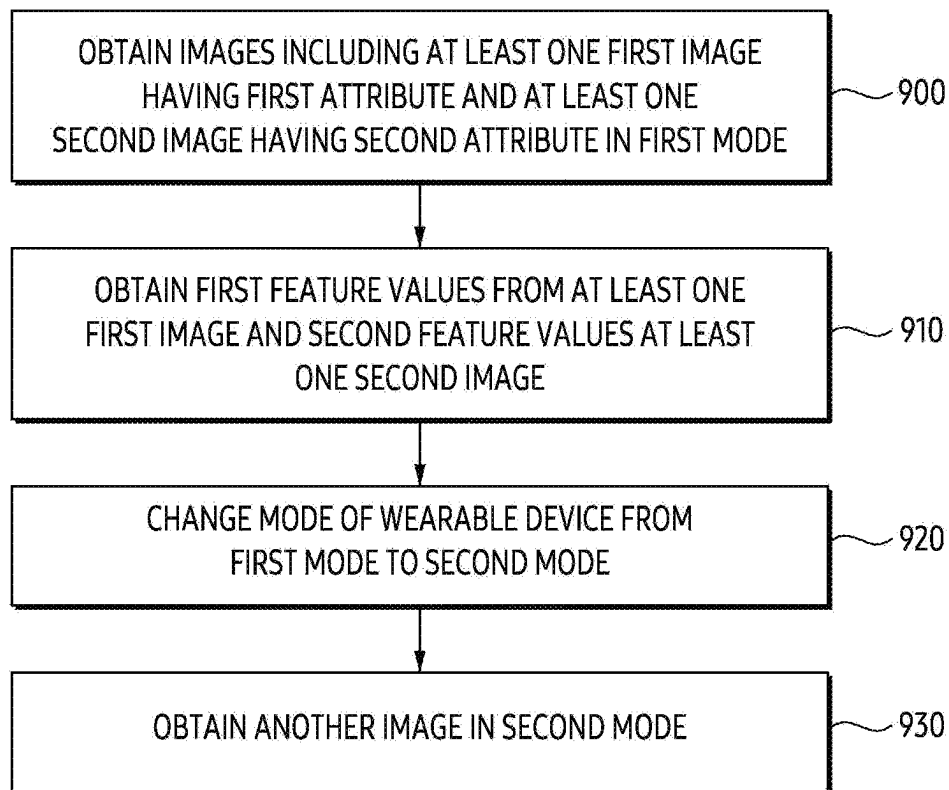 OBTAIN IMAGES INCLUDING AT LEAST ONE FIRST IMAGE
HAVING FIRST ATTRIBUTE AND AT LEAST ONE
SECOND IMAGE HAVING SECOND ATTRIBUTE IN FIRST MODE
900
OBTAIN FIRST FEATURE VALUES FROM AT LEAST ONE
FIRST IMAGE AND SECOND FEATURE VALUES AT LEAST
ONE SECOND IMAGE
910
CHANGE MODE OF WEARABLE DEVICE FROM
FIRST MODE TO SECOND MODE
920
OBTAIN ANOTHER IMAGE IN SECOND MODE
930